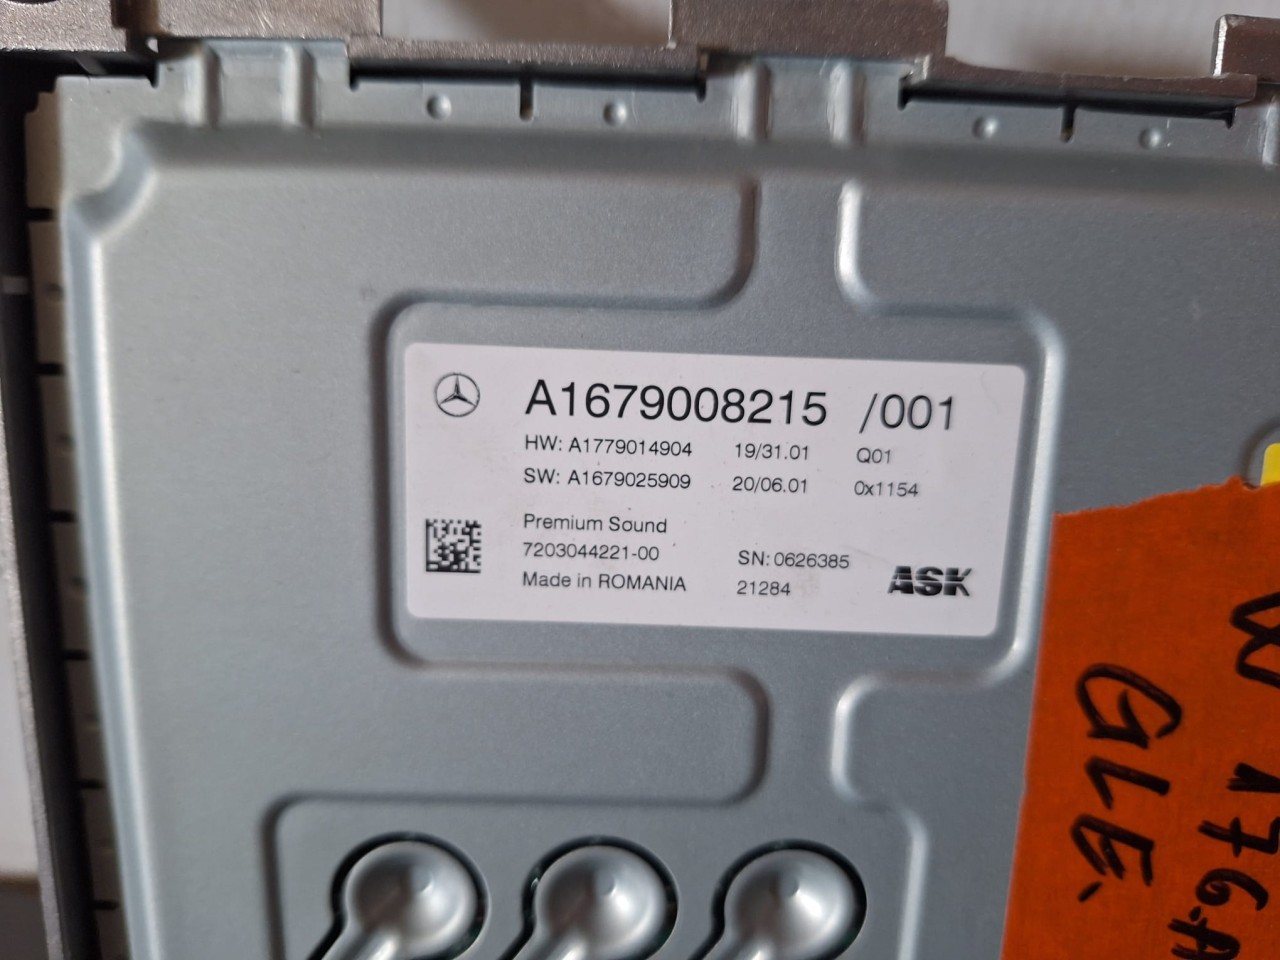 A1679008215 /001
HW: A1779014904 19/31.01 Q01
SW: A1679025909 20/06.01 0x1154
Premium Sound
7203044221-00 SN: 0626385
Made in ROMANIA 21284 ASK
GLE